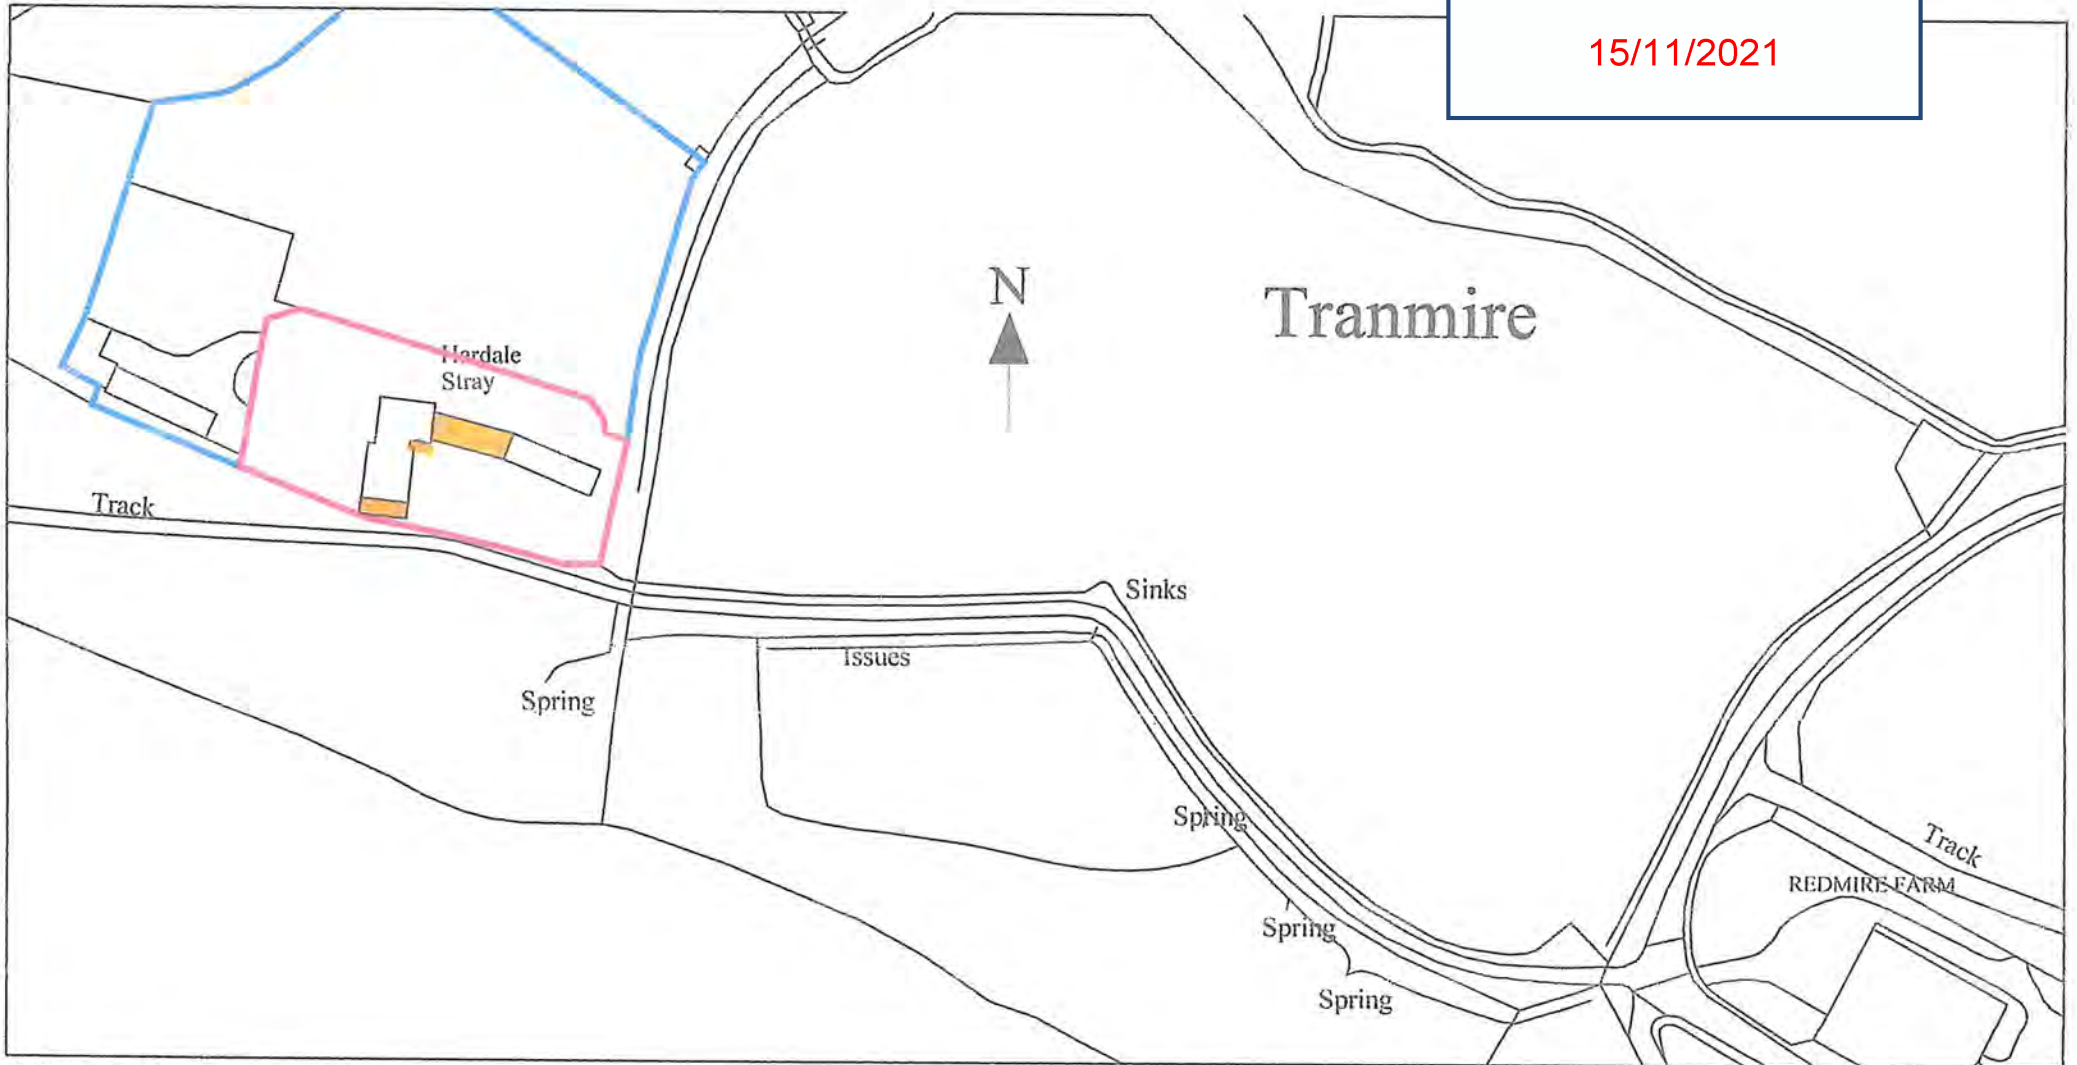 15/11/2021
N
Tranmire
Hardale
Stray
Track
Sinks
Issues
Spring
Spring
Track
REDMIRE FARM
Spring
Spring